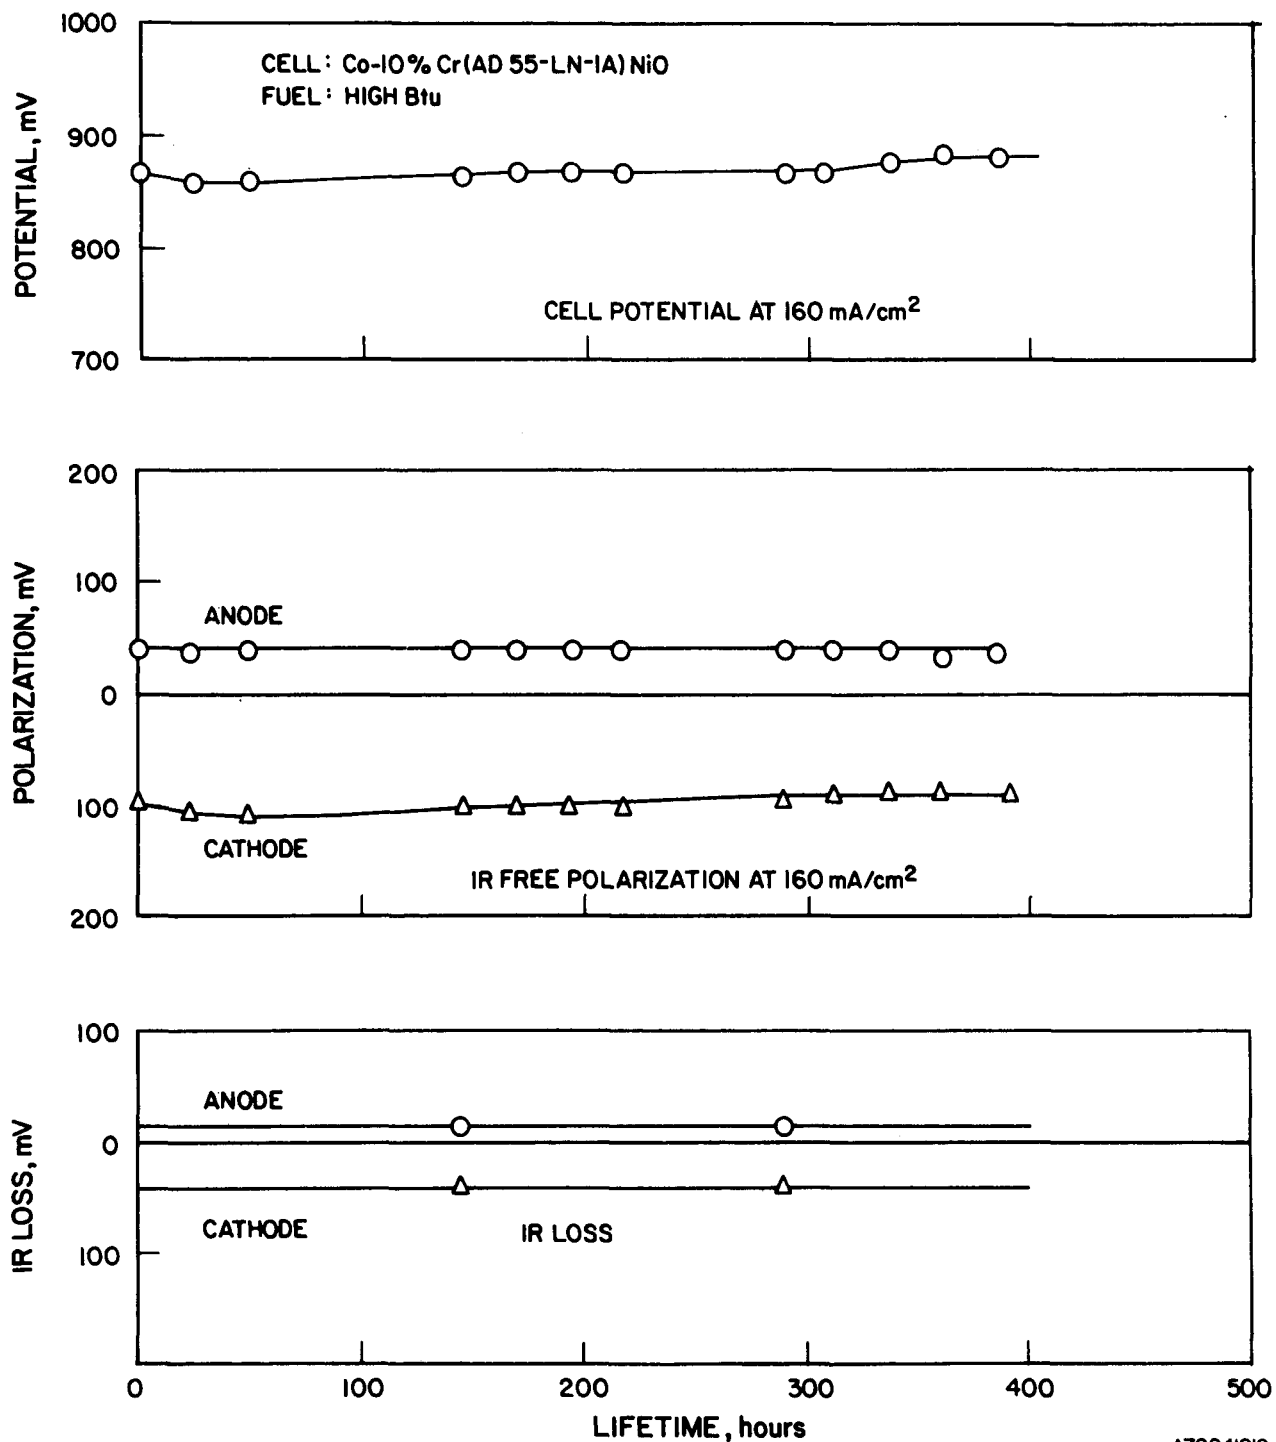 1000
CELL: Co-10% Cr(AD 55-LN-1A) NiO
FUEL: HIGH Btu
900
800
700
POTENTIAL, mV
CELL POTENTIAL AT 160 mA/cm²
200
100
ANODE
0
100
CATHODE
200
POLARIZATION, mV
IR FREE POLARIZATION AT 160 mA/cm²
100
ANODE
0
CATHODE
IR LOSS
100
IR LOSS, mV
0 100 200 300 400 500
LIFETIME, hours